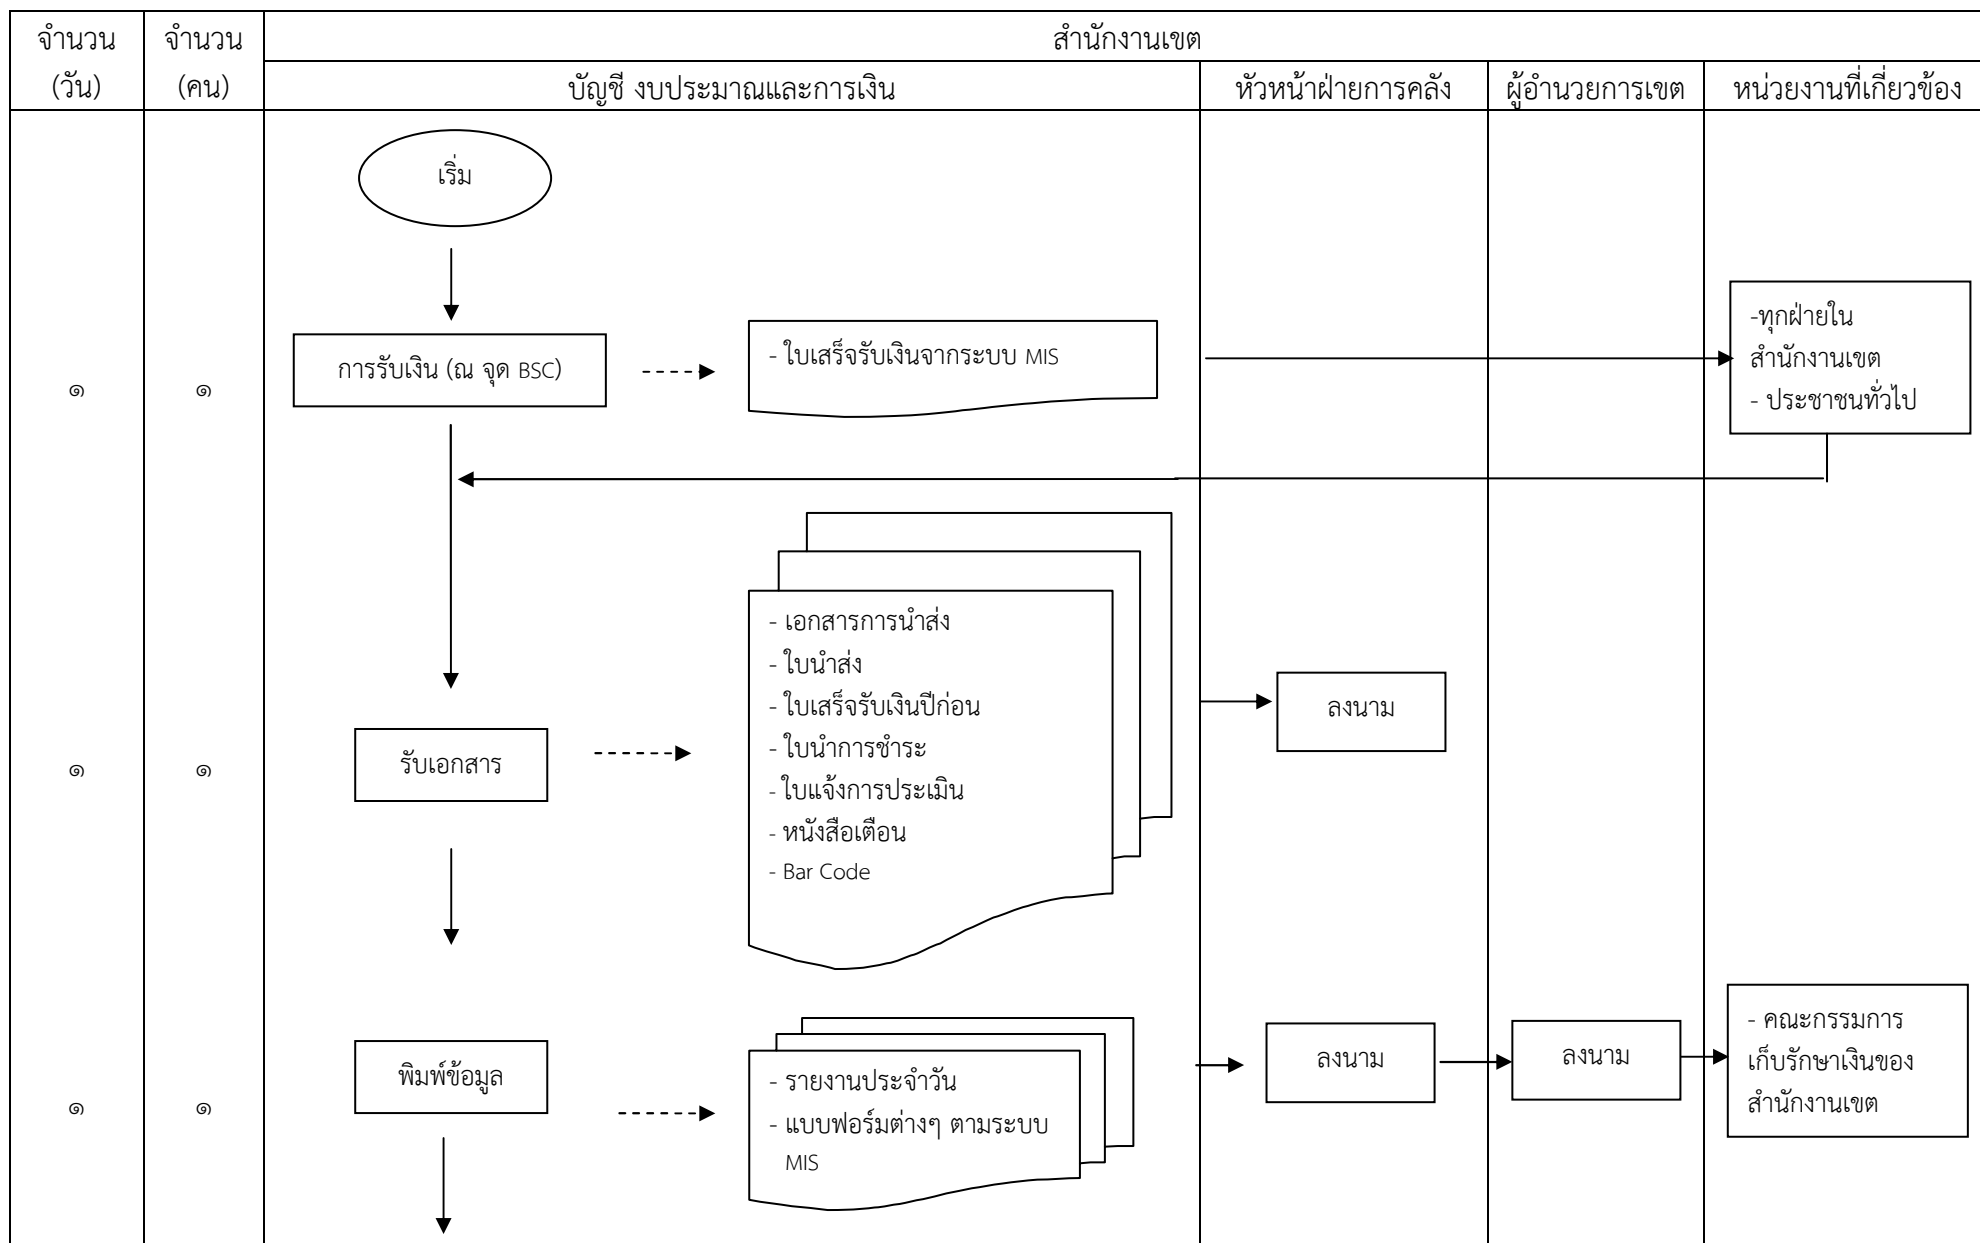 จำนวน
(วัน)
จำนวน
(คน)
สำนักงานเขต
บัญชี งบประมาณและการเงิน
หัวหน้าฝ่ายการคลัง
ผู้อำนวยการเขต
หน่วยงานที่เกี่ยวข้อง
เริ่ม
๑
๑
การรับเงิน (ณ จุด BSC)
- ใบเสร็จรับเงินจากระบบ MIS
-ทุกฝ่ายใน
สำนักงานเขต
- ประชาชนทั่วไป
๑
๑
รับเอกสาร
- เอกสารการนำส่ง
- ใบนำส่ง
- ใบเสร็จรับเงินปีก่อน
- ใบนำการชำระ
- ใบแจ้งการประเมิน
- หนังสือเตือน
- Bar Code
ลงนาม
๑
๑
พิมพ์ข้อมูล
- รายงานประจำวัน
- แบบฟอร์มต่างๆ ตามระบบ
MIS
ลงนาม
ลงนาม
- คณะกรรมการ
เก็บรักษาเงินของ
สำนักงานเขต